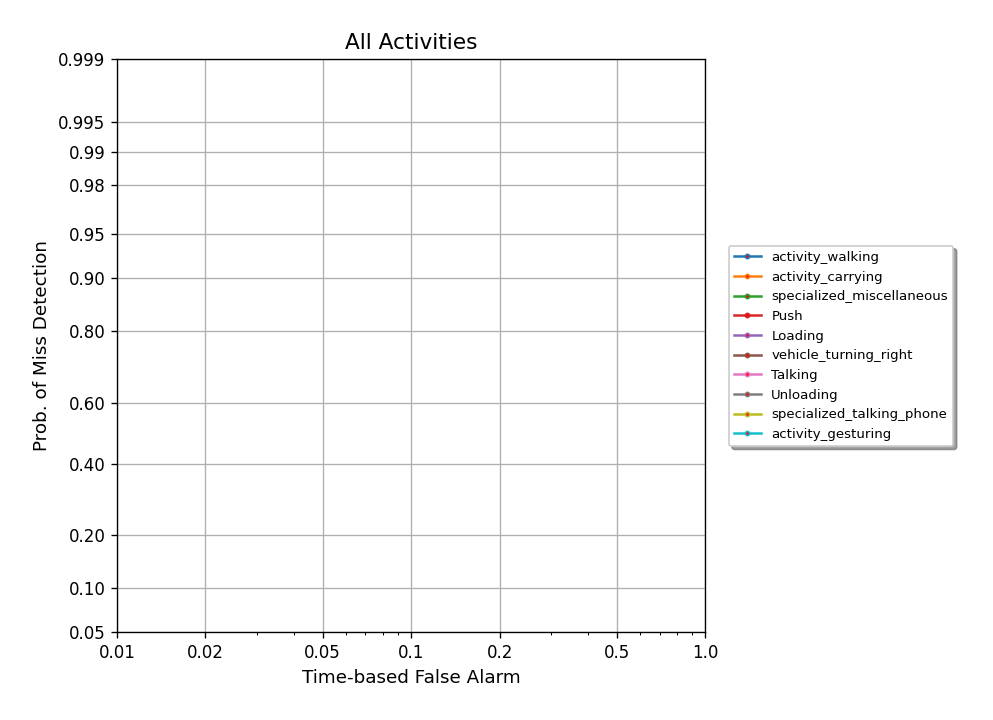 All Activities
0.999
0.995
0.99
0.98
0.95
0.90
0.80
0.60
0.40
0.20
0.10
0.05
Prob. of Miss Detection
0.01 0.02 0.05 0.1 0.2 0.5 1.0
Time-based False Alarm
activity_walking
activity_carrying
specialized_miscellaneous
Push
Loading
vehicle_turning_right
Talking
Unloading
specialized_talking_phone
activity_gesturing